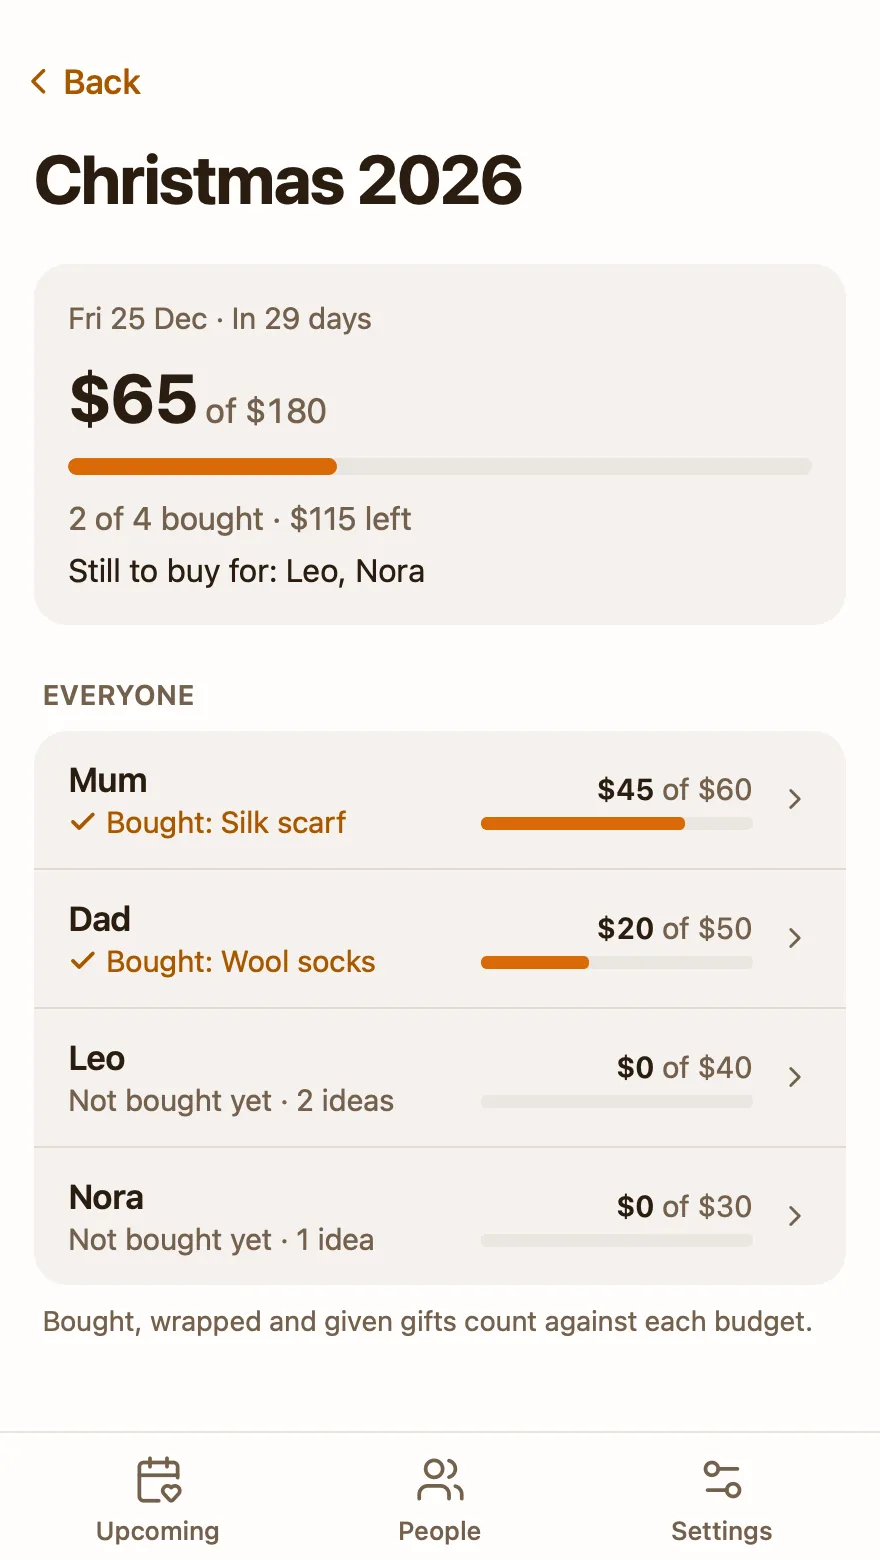 Back
Christmas 2026
Fri 25 Dec · In 29 days
$65 of $180
2 of 4 bought · $115 left
Still to buy for: Leo, Nora
EVERYONE
Mum
$45 of $60
Bought: Silk scarf
Dad
$20 of $50
Bought: Wool socks
Leo
$0 of $40
Not bought yet · 2 ideas
Nora
$0 of $30
Not bought yet · 1 idea
Bought, wrapped and given gifts count against each budget.
Upcoming
People
Settings